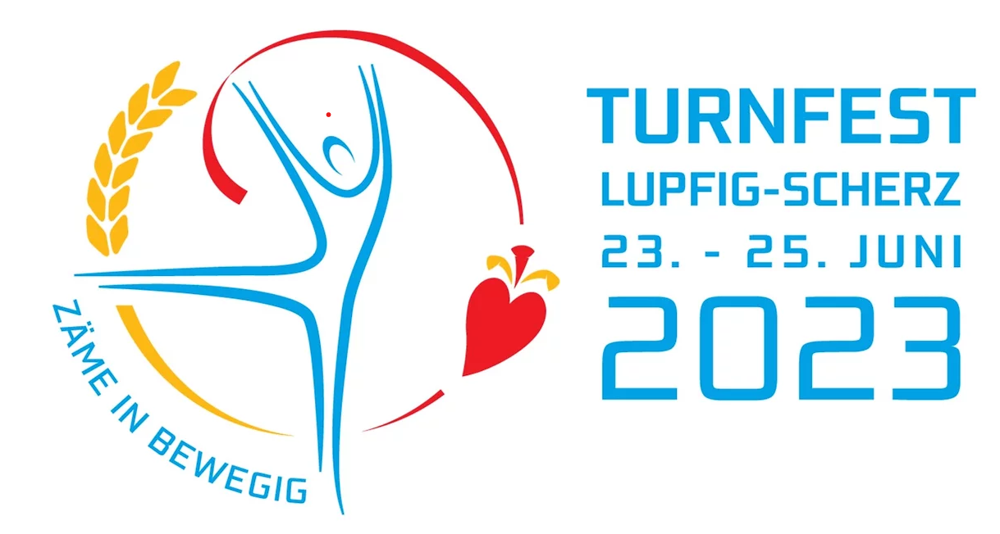 TURNFEST
LUPFIG-SCHERZ
23. - 25. JUNI
2023
ZÄME IN BEWEGIG